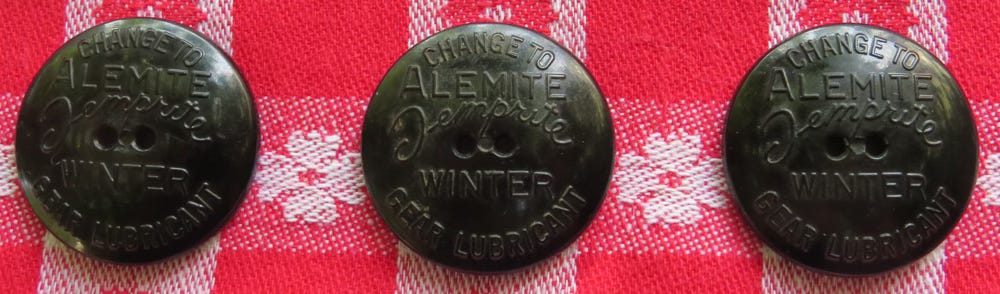 CHANGE TO
ALEMITE
Temprite
WINTER
GEAR LUBRICANT
CHANGE TO
ALEMITE
Temprite
WINTER
GEAR LUBRICANT
CHANGE TO
ALEMITE
Temprite
WINTER
GEAR LUBRICANT